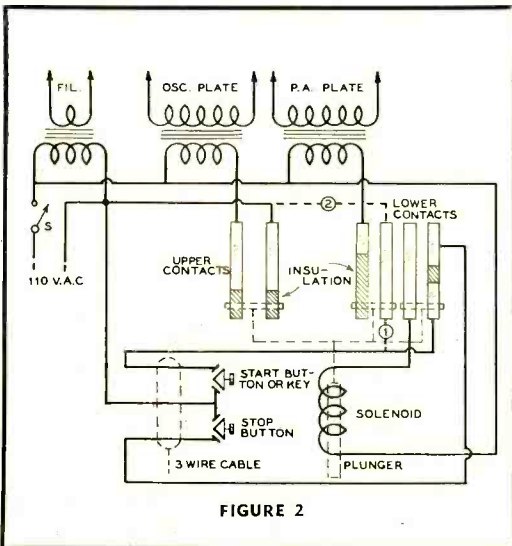 FIL.
OSC. PLATE
P.A. PLATE
S
110 V.A.C
②
LOWER
CONTACTS
UPPER
CONTACTS
INSU-
LATION
①
START BUT-
TON OR KEY
STOP
BUTTON
SOLENOID
3 WIRE CABLE
PLUNGER
FIGURE 2